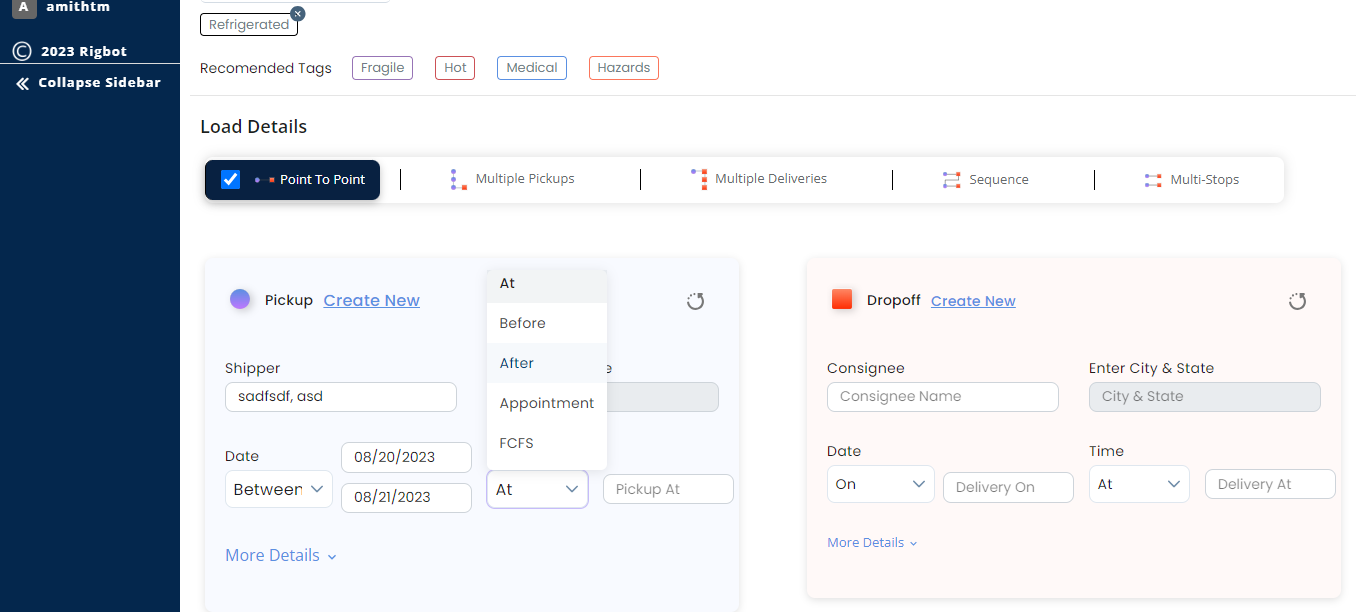 A amithtm
© 2023 Rigbot
Collapse Sidebar
Refrigerated
Recomended Tags Fragile Hot Medical Hazards
Load Details
Point To Point Multiple Pickups Multiple Deliveries Sequence Multi-Stops
Pickup Create New
Shipper
sadfsdf, asd
Date
08/20/2023
Between
08/21/2023
At
Before
After
Appointment
FCFS
At
Pickup At
More Details
Dropoff Create New
Consignee Enter City & State
Consignee Name City & State
Date Time
On Delivery On At Delivery At
More Details